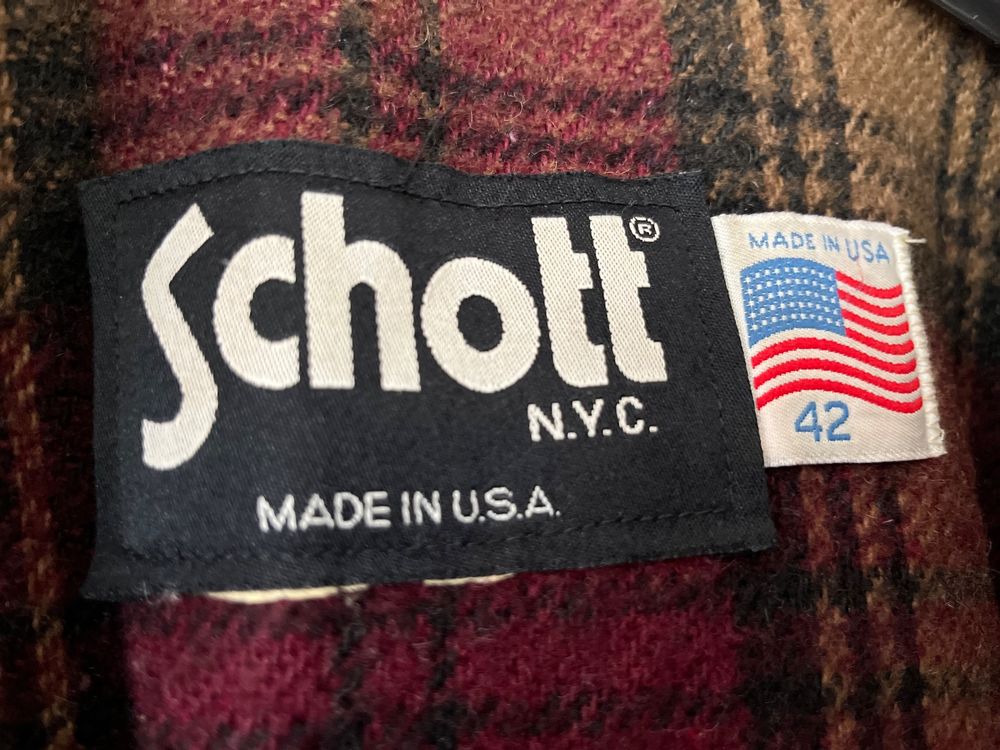 Schott®
N.Y.C.
MADE IN U.S.A.
MADE IN USA
42